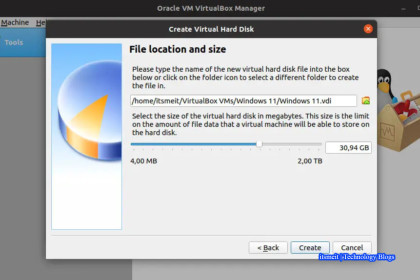 Oracle VM VirtualBox Manager
Machine Help
Tools
Create Virtual Hard Disk
File location and size
Please type the name of the new virtual hard disk file into the box
below or click on the folder icon to select a different folder to create
the file in.
/home/itsmeit/VirtualBox VMs/Windows 11/Windows 11.vdi
Select the size of the virtual hard disk in megabytes. This size is the limit
on the amount of file data that a virtual machine will be able to store on
the hard disk.
30,94 GB
4,00 MB 2,00 TB
< Back Create Cancel